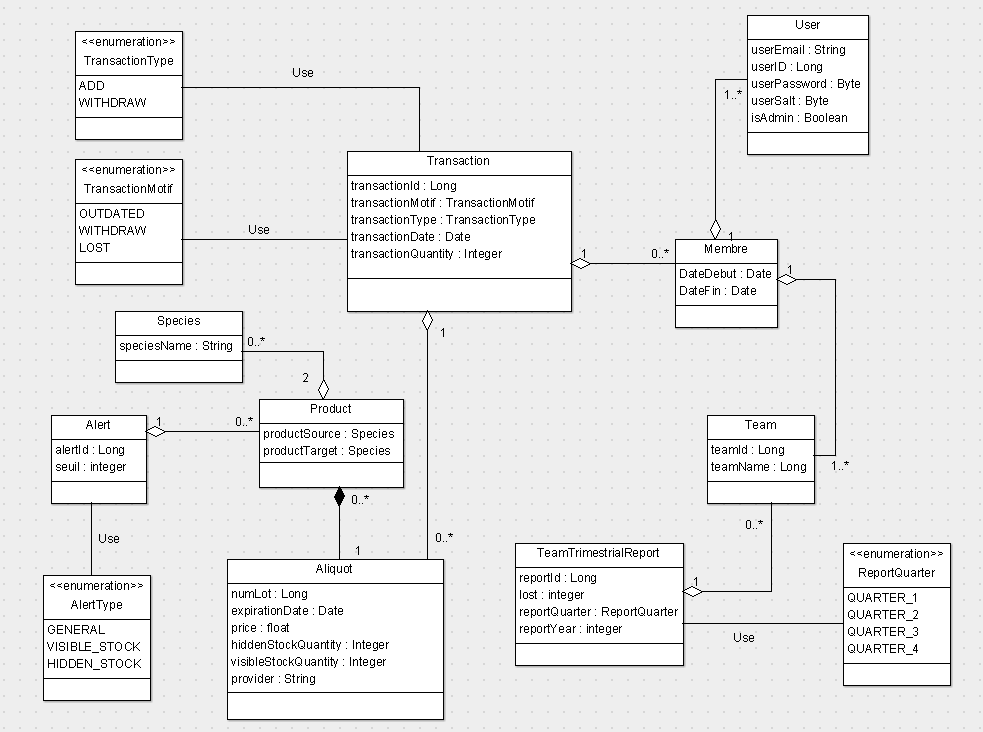 User
userEmail : String
userID : Long
userPassword : Byte
userSalt : Byte
isAdmin : Boolean
<<enumeration>>
TransactionType
ADD
WITHDRAW
Use
1..*
1
<<enumeration>>
TransactionMotif
OUTDATED
WITHDRAW
LOST
Use
Transaction
transactionId : Long
transactionMotif : TransactionMotif
transactionType : TransactionType
transactionDate : Date
transactionQuantity : Integer
1
0..*
1
Membre
DateDebut : Date
DateFin : Date
1
Species
speciesName : String
0..*
2
Product
productSource : Species
productTarget : Species
0..*
Alert
alertId : Long
seuil : integer
1
0..*
Use
Team
teamId : Long
teamName : Long
1..*
0..*
<<enumeration>>
AlertType
GENERAL
VISIBLE_STOCK
HIDDEN_STOCK
1
0..*
Aliquot
numLot : Long
expirationDate : Date
price : float
hiddenStockQuantity : Integer
visibleStockQuantity : Integer
provider : String
TeamTrimestrialReport
reportId : Long
lost : integer
reportQuarter : ReportQuarter
reportYear : integer
1
Use
<<enumeration>>
ReportQuarter
QUARTER_1
QUARTER_2
QUARTER_3
QUARTER_4